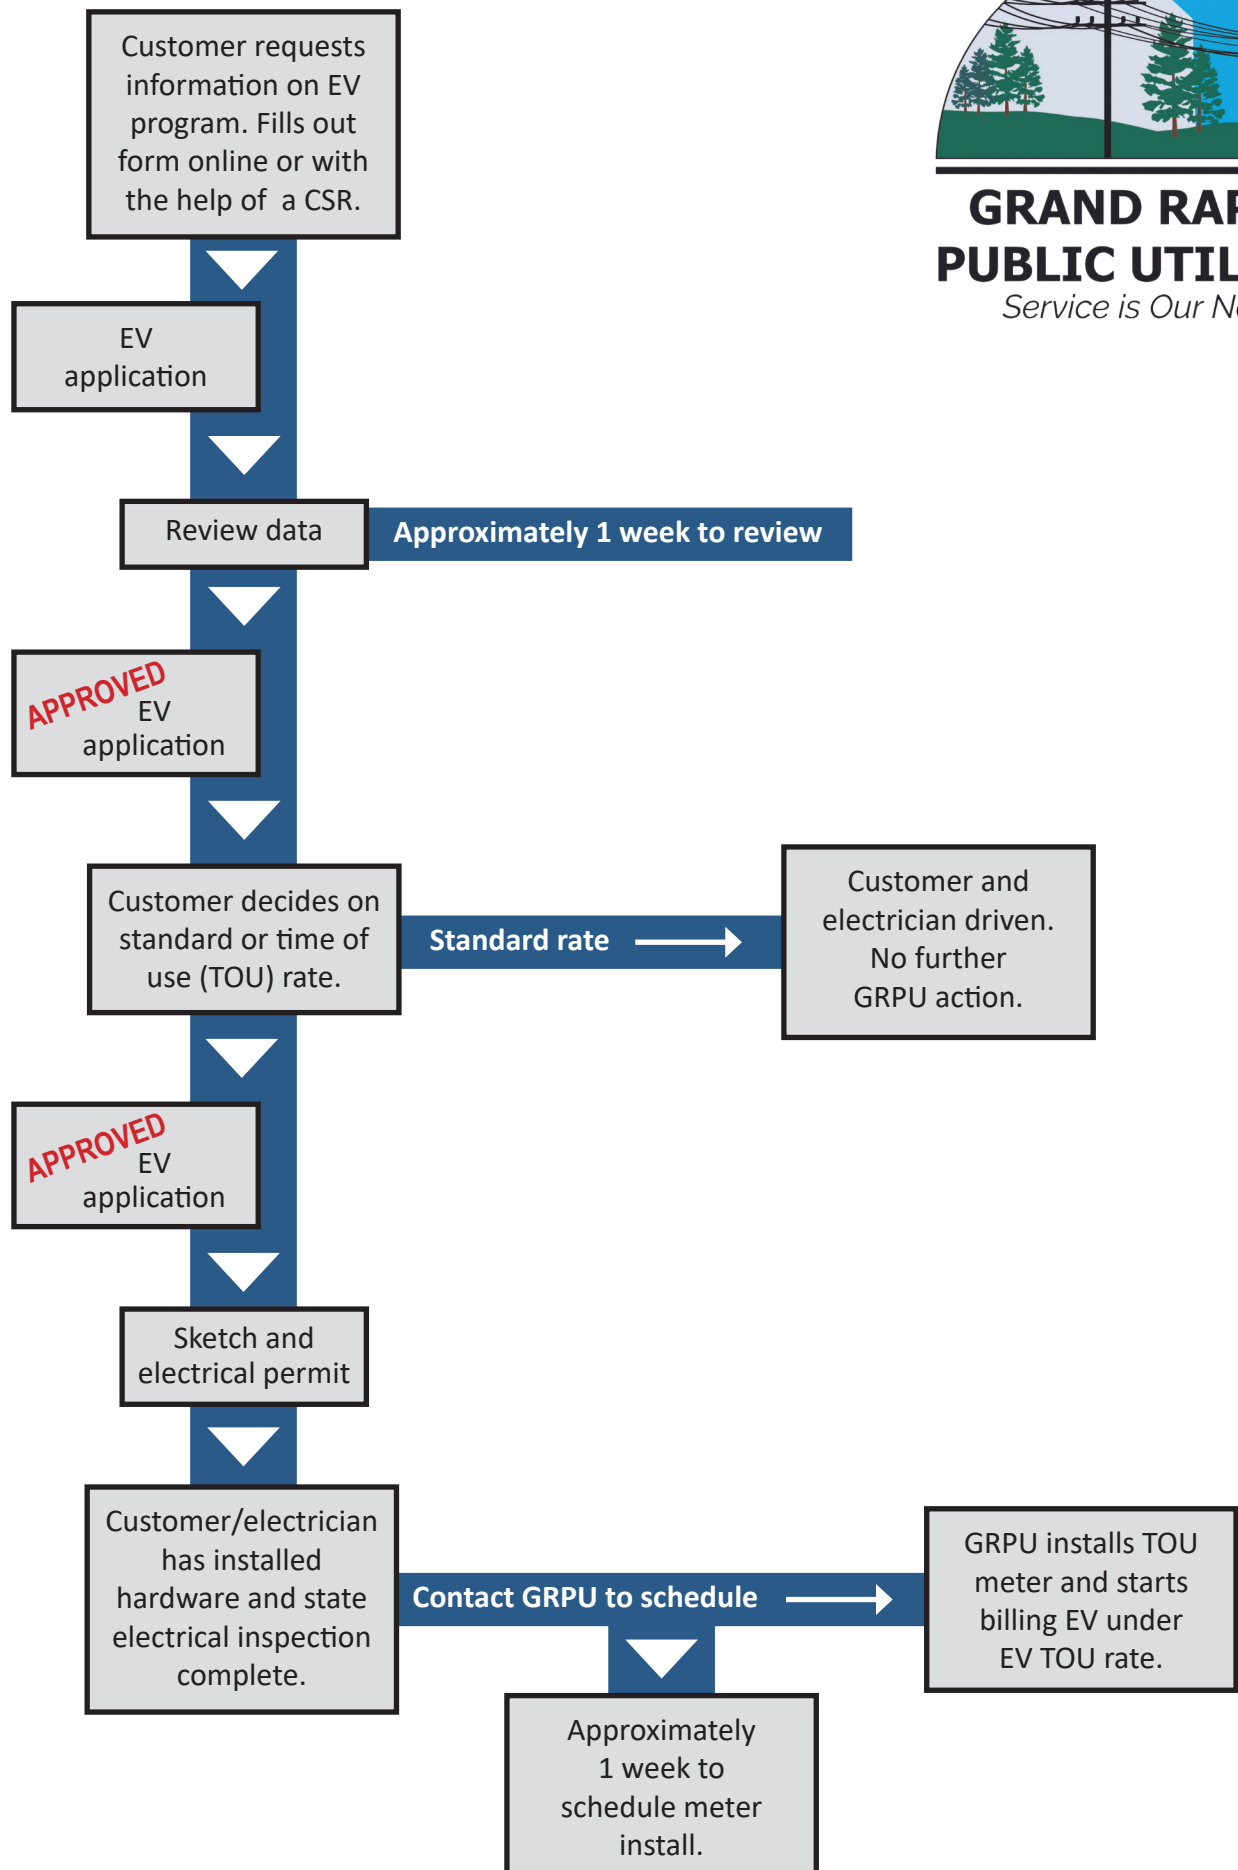 Customer requests
information on EV
program. Fills out
form online or with
the help of a CSR.
GRAND
PUBLIC
Service is Our
EV
application
Review data
Approximately 1 week to review
APPROVED
EV
application
Customer decides on
standard or time of
use (TOU) rate.
Standard rate
Customer and
electrician driven.
No further
GRPU action.
APPROVED
EV
application
Sketch and
electrical permit
Customer/electrician
has installed
hardware and state
electrical inspection
complete.
Contact GRPU to schedule
GRPU installs TOU
meter and starts
billing EV under
EV TOU rate.
Approximately
1 week to
schedule meter
install.